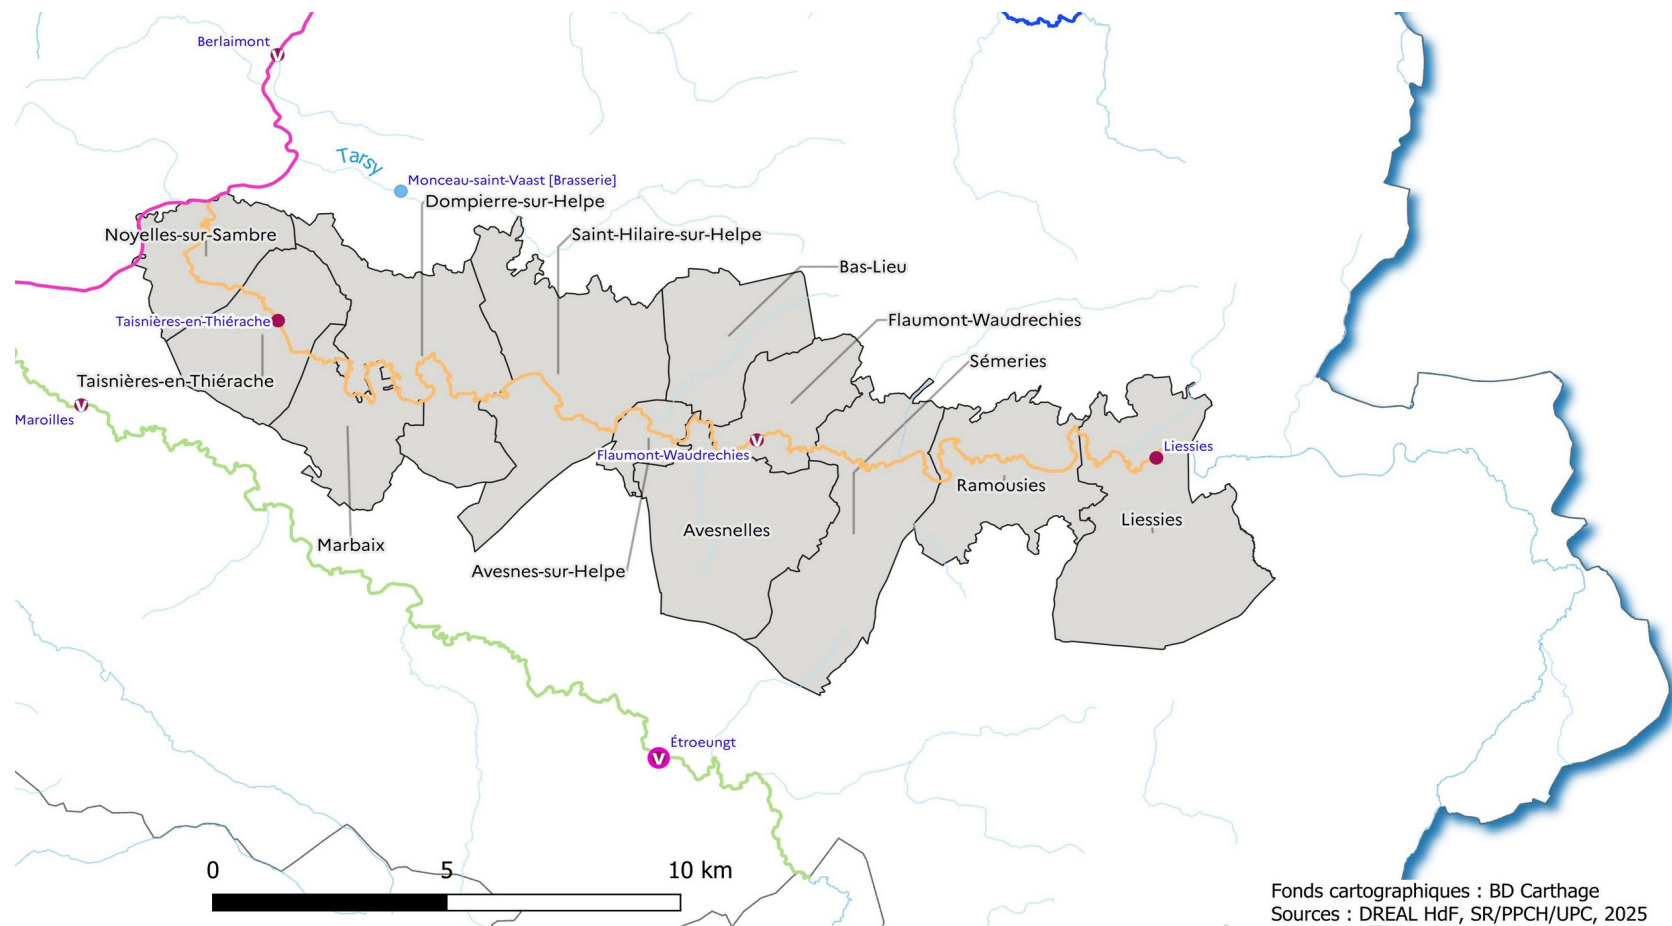 Berlaimont
V
Tarsy
Monceau-saint-Vaast [Brasserie]
Dompierre-sur-Helpe
Noyelles-sur-Sambre
Saint-Hilaire-sur-Helpe
Bas-Lieu
Taisnières-en-Thiérache
Flaumont-Waudrechies
Sémeries
Taisnières-en-Thiérache
V
Maroilles
V
Flaumont-Waudrechies
Liessies
Ramousies
Liessies
Avesnelles
Marbaix
Avesnes-sur-Helpe
Étroeungt
V
0 5 10 km
Fonds cartographiques : BD Carthage
Sources : DREAL HdF, SR/PPCH/UPC, 2025